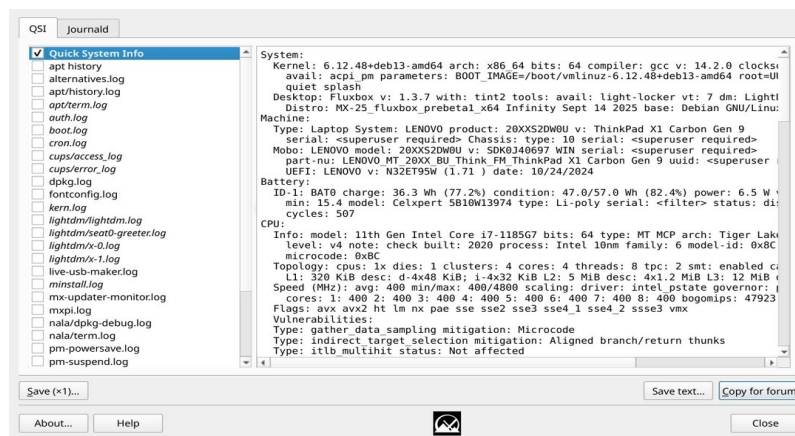 QSI
Journald
Quick System Info
apt history
alternatives.log
apt/history.log
apt/term.log
auth.log
boot.log
cron.log
cups/access_log
cups/error_log
dpkg.log
fontconfig.log
kern.log
lightdm/lightdm.log
lightdm/seat0-greeter.log
lightdm/x-0.log
lightdm/x-1.log
live-usb-maker.log
minstall.log
mx-updater-monitor.log
mxpi.log
nala/dpkg-debug.log
nala/term.log
pm-powersave.log
pm-suspend.log
System:
Kernel: 6.12.48+deb13-amd64 arch: x86_64 bits: 64 compiler: gcc v: 14.2.0
avail: acpi_pm parameters: BOOT_IMAGE=/boot/vmlinuz-6.12.48+deb13-amd64
quiet splash
Desktop: Fluxbox v: 1.3.7 with: tint2 tools: avail: light-locker vt: 7 dm:
Distro: MX-25_fluxbox_prebeta1_x64 Infinity Sept 14 2025 base: Debian
Machine:
Type: Laptop System: LENOVO product: 20XXS2DW0U v: ThinkPad X1 Carbon Gen 9
serial: <superuser required> Chassis: type: 10 serial: <superuser required>
Mobo: LENOVO model: 20XXS2DW0U v: SDK0J40697 WIN serial: <superuser required>
part-nu: LENOVO_MT_20XX_BU_Think_FM_ThinkPad X1 Carbon Gen 9 uuid: <superuser
UEFI: LENOVO v: N32ET95W (1.71 ) date: 10/24/2024
Battery:
ID-1: BAT0 charge: 36.3 Wh (77.2%) condition: 47.0/57.0 Wh (82.4%) power: 6.5 W
min: 15.4 model: Celxpert 5B10W13974 type: Li-poly serial: <filter> status:
cycles: 507
CPU:
Info: model: 11th Gen Intel Core i7-1185G7 bits: 64 type: MT MCP arch: Tiger
level: v4 note: check built: 2020 process: Intel 10nm family: 6 model-id: 0x8C
microcode: 0xBC
Topology: cpus: 1x dies: 1 clusters: 4 cores: 4 threads: 8 tpc: 2 smt: enabled
L1: 320 KiB desc: d-4x48 KiB; i-4x32 KiB L2: 5 MiB desc: 4x1.2 MiB L3: 12 MiB
Speed (MHz): avg: 400 min/max: 400/4800 scaling: driver: intel_pstate governor:
cores: 1: 400 2: 400 3: 400 4: 400 5: 400 6: 400 7: 400 8: 400 bogomips: 47923
Flags: avx avx2 ht lm nx pae sse sse2 sse3 sse4_1 sse4_2 ssse3 vmx
Vulnerabilities:
Type: gather_data_sampling mitigation: Microcode
Type: indirect_target_selection mitigation: Aligned branch/return thunks
Type: itlb_multihit status: Not affected
Save (×1)...
Save text...
Copy for forum
About...
Help
Close